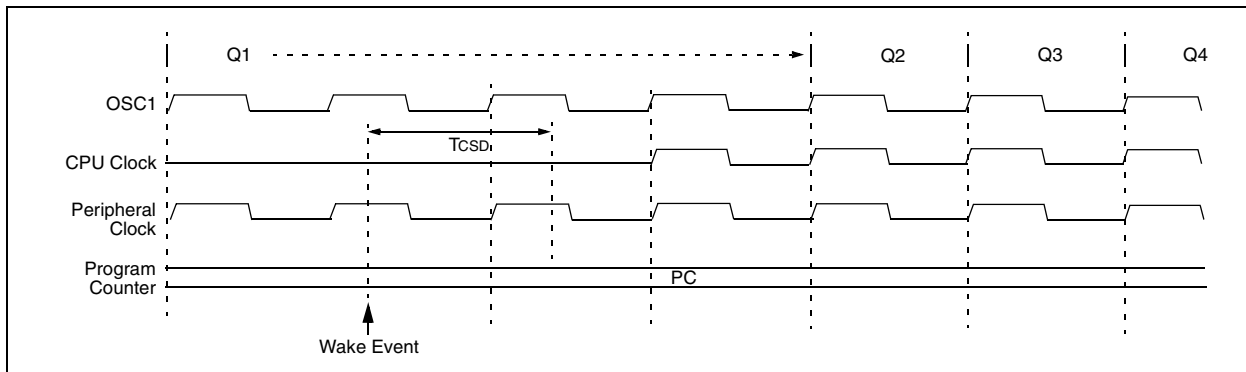 Q1
Q2
Q3
Q4
OSC1
TCSD
CPU Clock
Peripheral
Clock
Program
Counter
PC
Wake Event